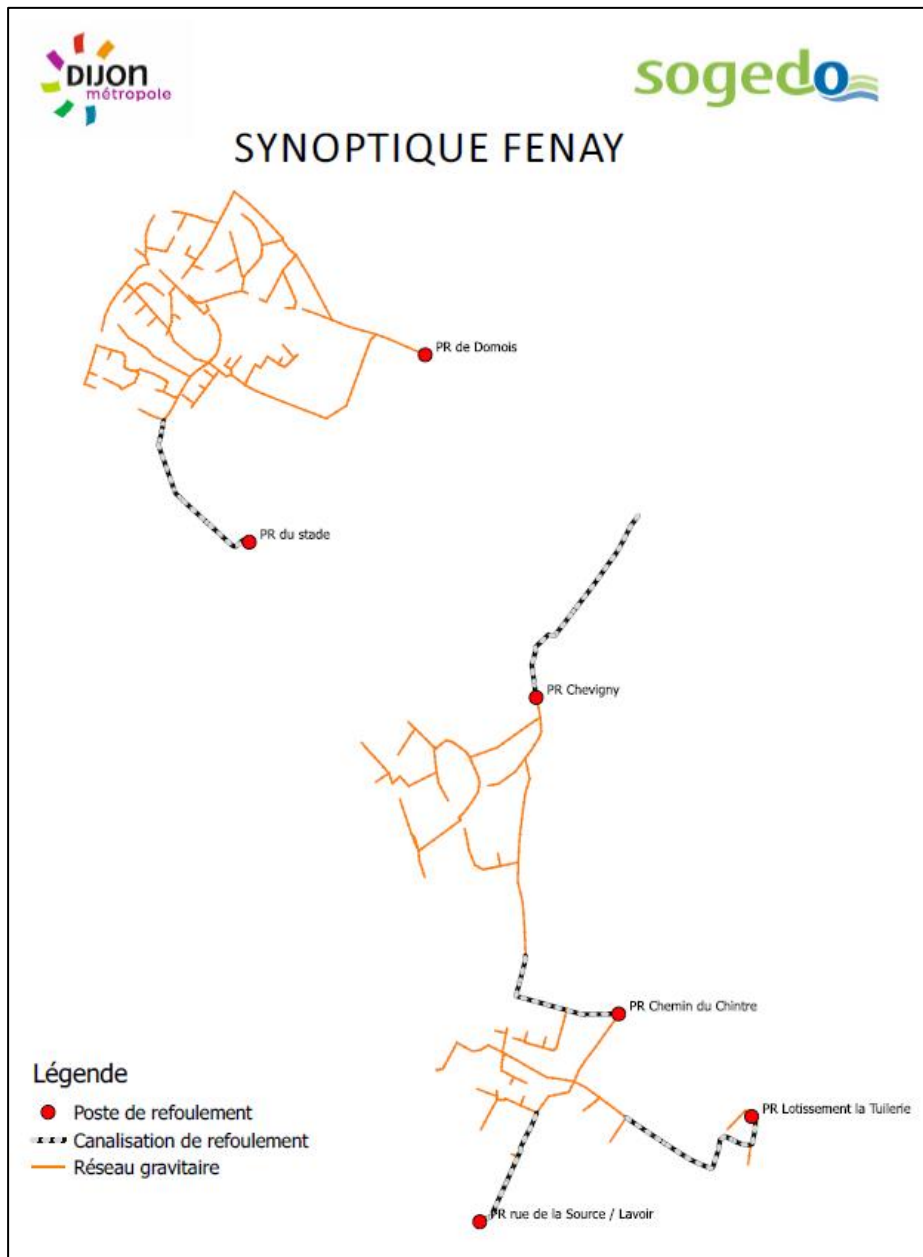 DIJON
métropole
sogedo
SYNOPTIQUE FENAY
PR de Domois
PR du stade
PR Chevigny
PR Chemin du Chintre
PR Lotissement la Tuilerie
PR rue de la Source / Lavoir
Légende
Poste de refoulement
Canalisation de refoulement
Réseau gravitaire